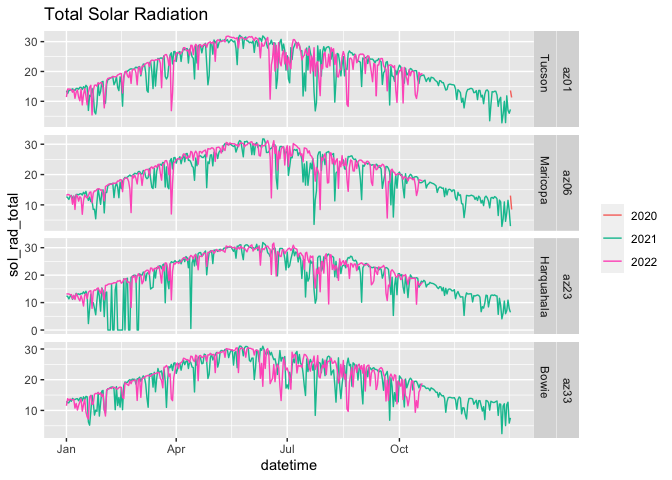 Total Solar Radiation
30
20
10
Tucson
az01
30
20
10
Maricopa
az06
30
20
10
0
Harquahala
az23
30
20
10
Bowie
az33
sol_rad_total
Jan
Apr
Jul
Oct
datetime
2020
2021
2022